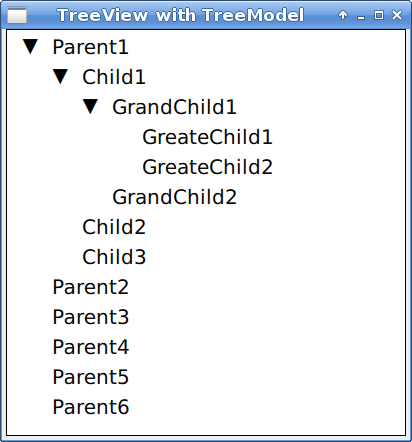 TreeView with TreeModel
Parent1
Child1
GrandChild1
GreateChild1
GreateChild2
GrandChild2
Child2
Child3
Parent2
Parent3
Parent4
Parent5
Parent6